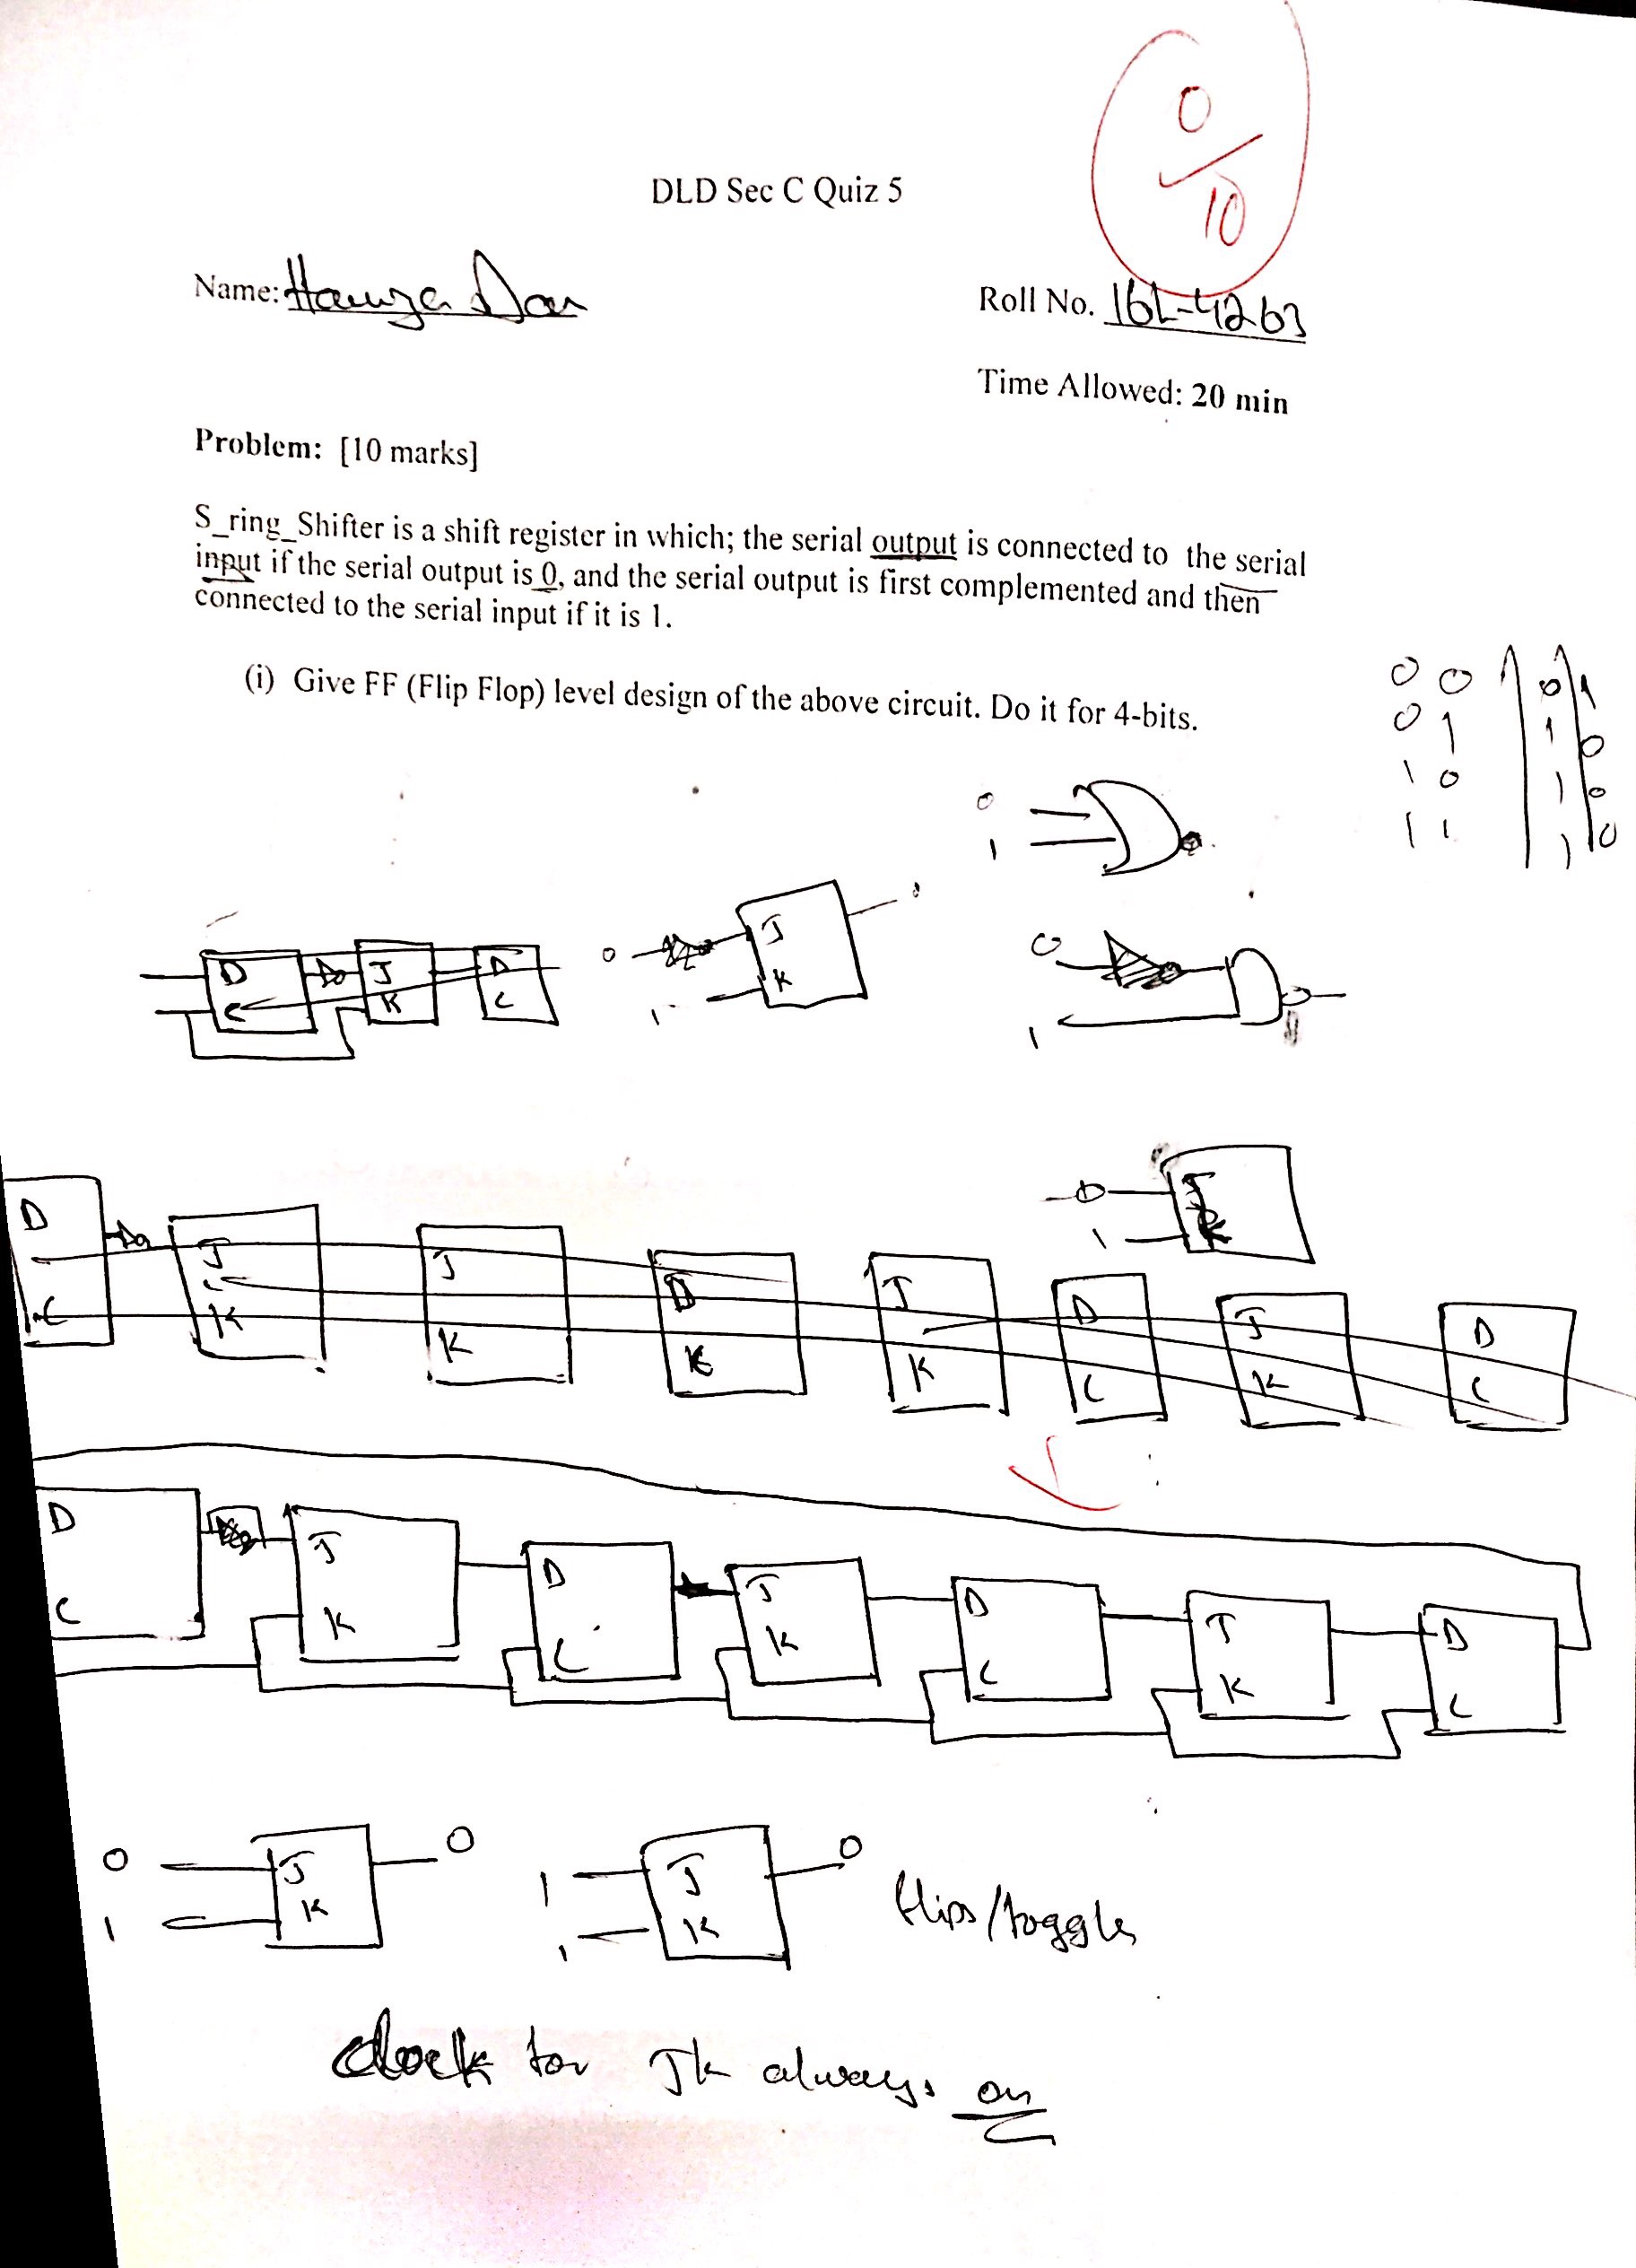 0
10
DLD Sec C Quiz 5
Name: Hamza Dar
Roll No. 16L-4263
Time Allowed: 20 min
Problem: [10 marks]
S_ring_Shifter is a shift register in which; the serial output is connected to the serial
input if the serial output is 0, and the serial output is first complemented and then
connected to the serial input if it is 1.
(i) Give FF (Flip Flop) level design of the above circuit. Do it for 4-bits.
0 0 0 1
0 1 1 0
1 0 1 0
1 1 1 0
0
1
D J D
C K C
0 J
1 K
0
1
J
1 K
D J J D J D J D
C K K K K C K C
D J D J D J D
C K C K C K C
0 J 0
1 K
1 J 0
1 K
flips/toggles
clock for JK always on